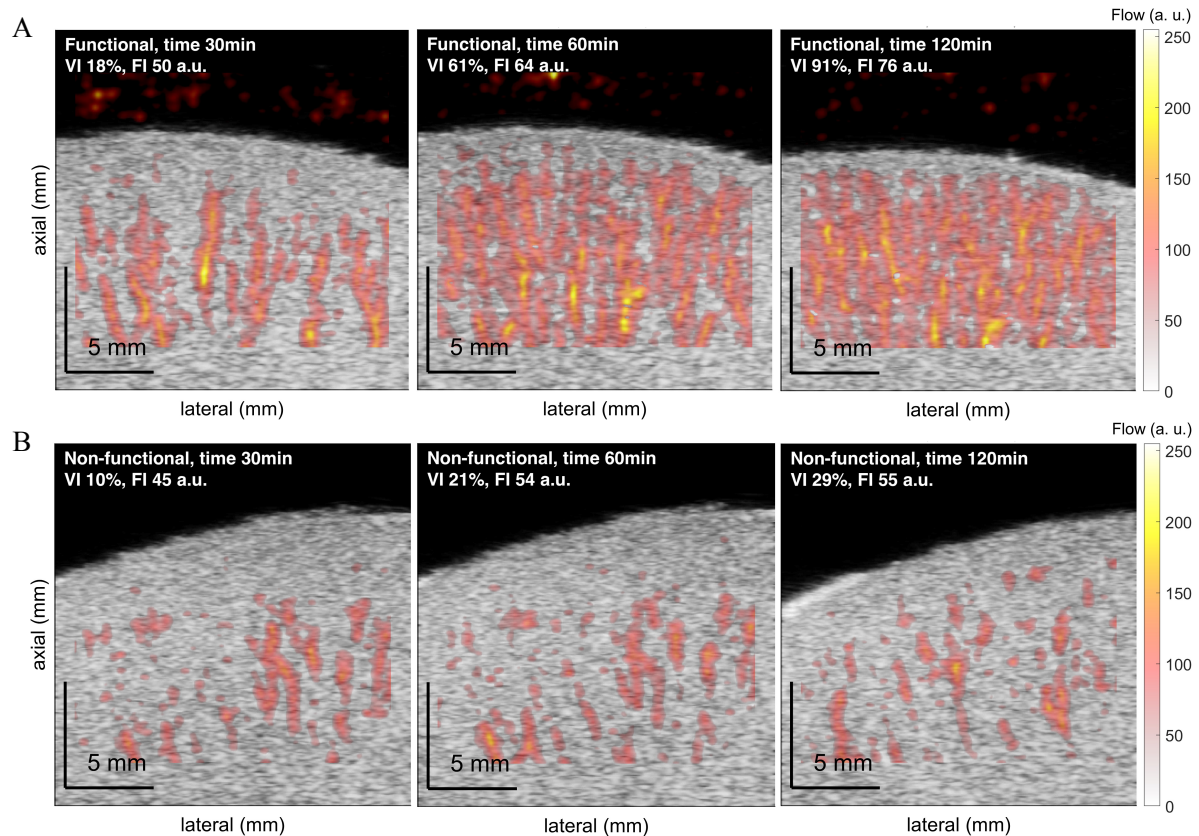 A
Functional, time 30min
VI 18%, FI 50 a.u.
Functional, time 60min
VI 61%, FI 64 a.u.
Functional, time 120min
VI 91%, FI 76 a.u.
Flow (a. u.)
250
200
150
100
50
0
axial (mm)
5 mm
5 mm
5 mm
lateral (mm)
lateral (mm)
lateral (mm)
B
Non-functional, time 30min
VI 10%, FI 45 a.u.
Non-functional, time 60min
VI 21%, FI 54 a.u.
Non-functional, time 120min
VI 29%, FI 55 a.u.
Flow (a. u.)
250
200
150
100
50
0
axial (mm)
5 mm
5 mm
5 mm
lateral (mm)
lateral (mm)
lateral (mm)